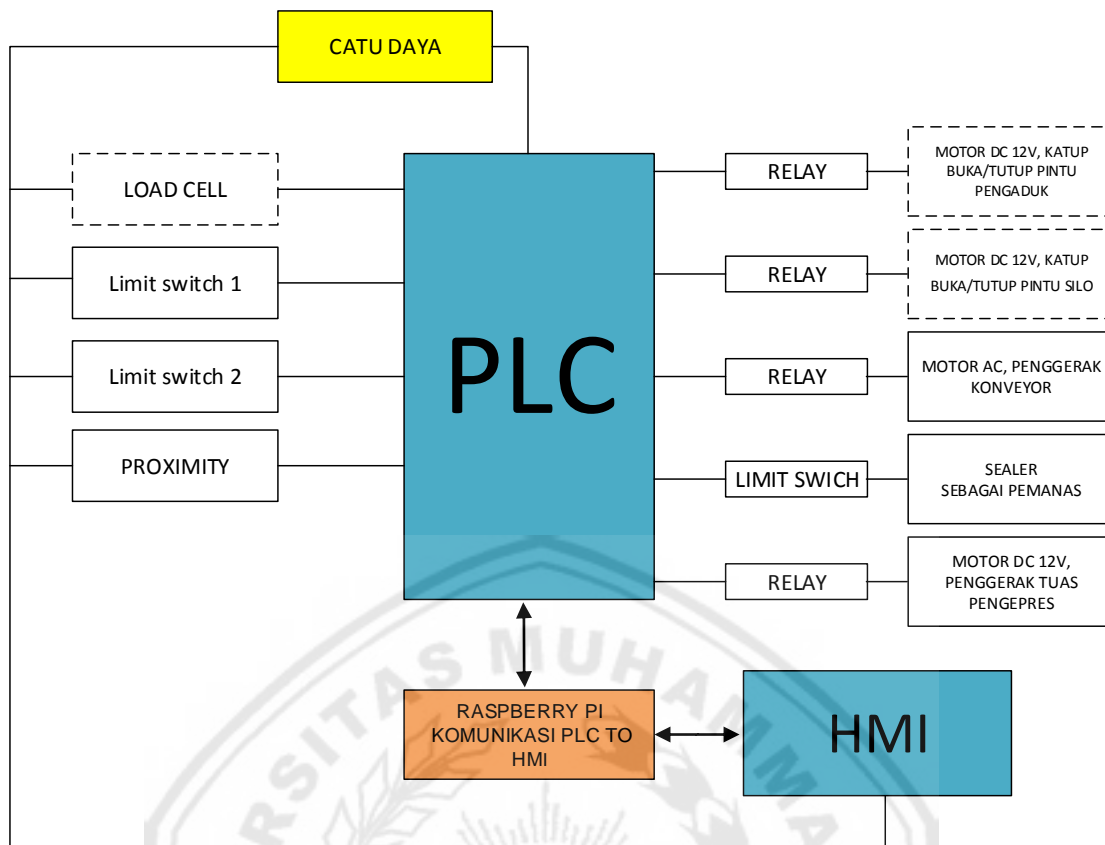 CATU DAYA
LOAD CELL
Limit switch 1
Limit switch 2
PROXIMITY
PLC
RELAY
MOTOR DC 12V, KATUP
BUKA/TUTUP PINTU
PENGADUK
RELAY
MOTOR DC 12V, KATUP
BUKA/TUTUP PINTU SILO
RELAY
MOTOR AC, PENGGERAK
KONVEYOR
LIMIT SWICH
SEALER
SEBAGAI PEMANAS
RELAY
MOTOR DC 12V,
PENGGERAK TUAS
PENGEPRES
RASPBERRY PI
KOMUNIKASI PLC TO
HMI
HMI
RSITAS MUHAMMA